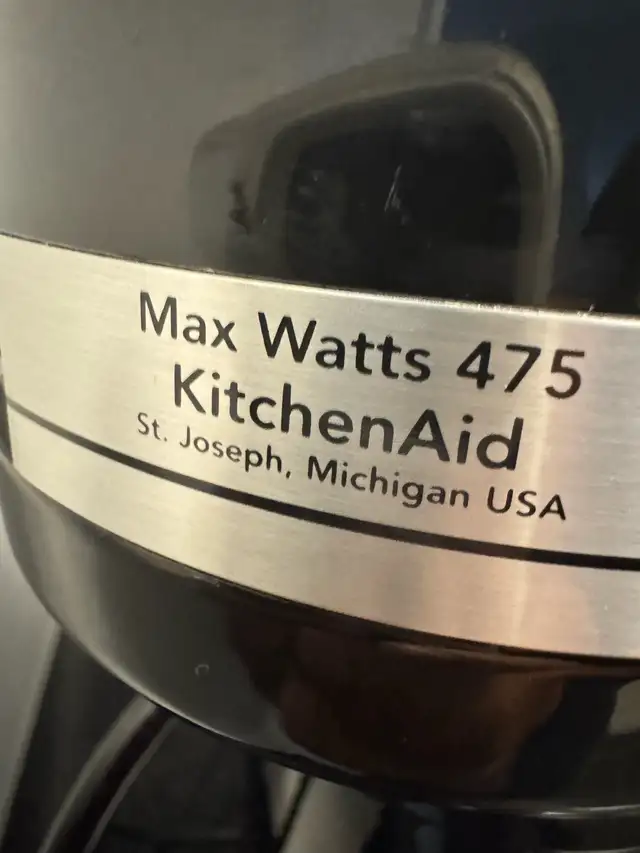 Max Watts 475
KitchenAid
St. Joseph, Michigan USA